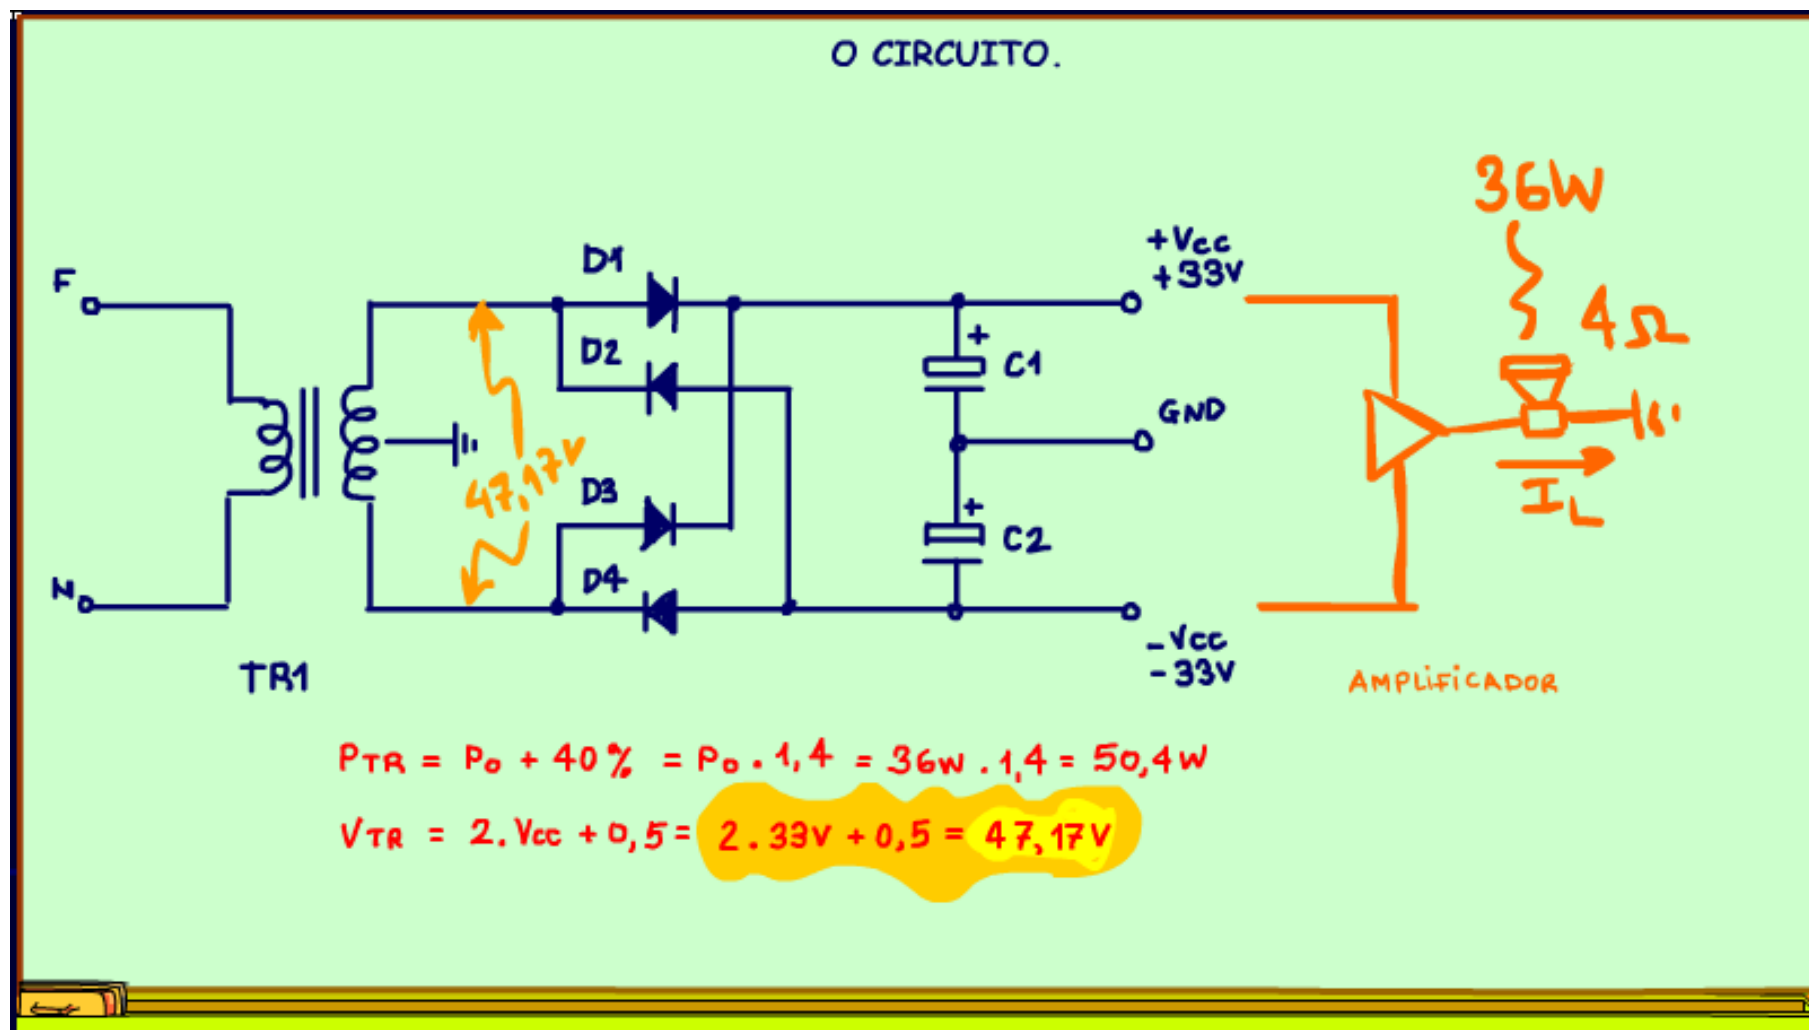 O CIRCUITO.
36W
+Vcc
+33V
D1
F
4Ω
D2
+
C1
GND
47,17V
D3
+
C2
IL
D4
N
-Vcc
-33V
TR1
AMPLIFICADOR
PTR = Po + 40% = Po . 1,4 = 36W . 1,4 = 50,4W
VTR = 2. Vcc + 0,5 = 2 . 33V + 0,5 = 47,17V